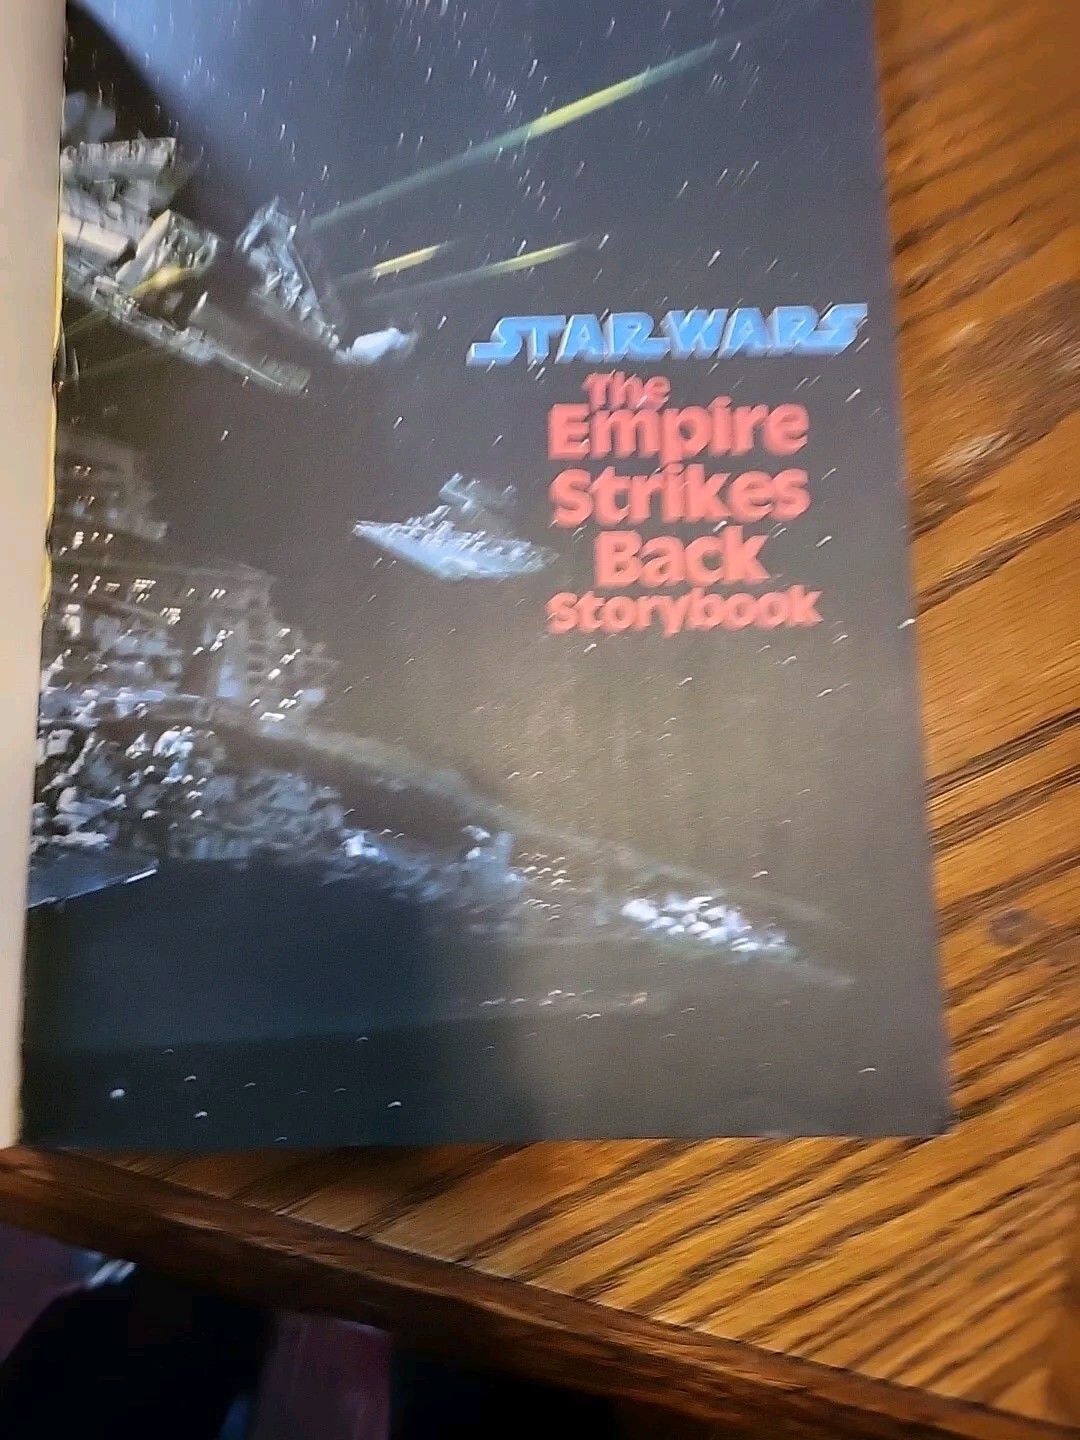 STAR WARS
The
Empire
Strikes
Back
Storybook